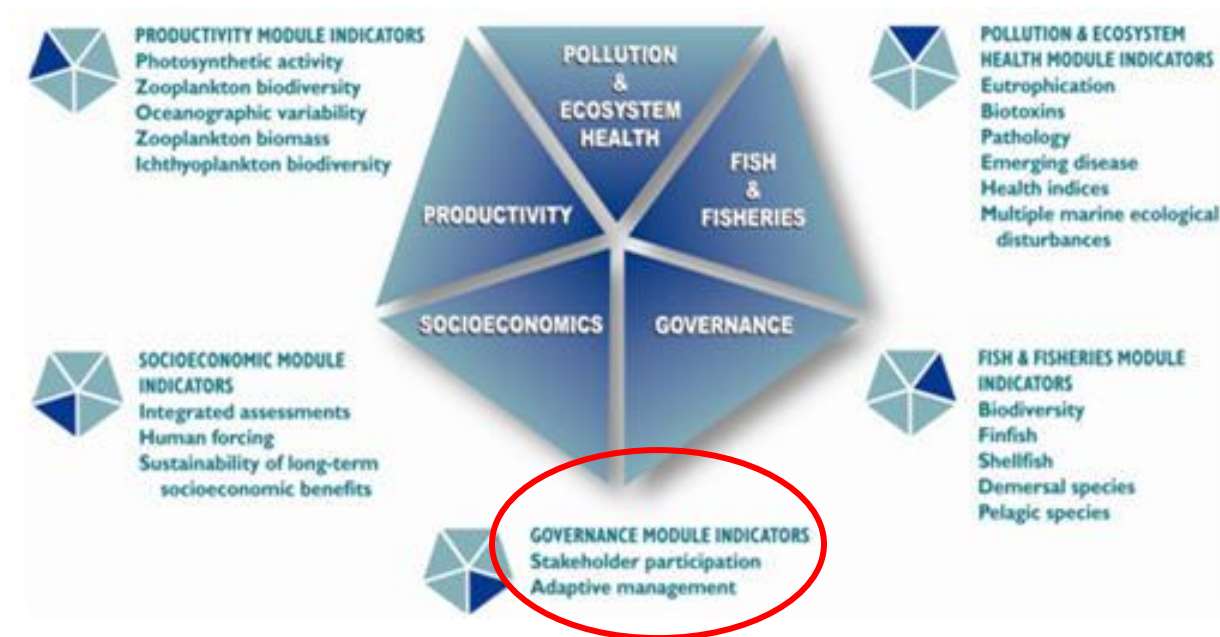 PRODUCTIVITY MODULE INDICATORS
Photosynthetic activity
Zooplankton biodiversity
Oceanographic variability
Zooplankton biomass
Ichthyoplankton biodiversity
POLLUTION
&
ECOSYSTEM
HEALTH
POLLUTION & ECOSYSTEM
HEALTH MODULE INDICATORS
Eutrophication
Biotoxins
Pathology
Emerging disease
Health indices
Multiple marine ecological
disturbances
PRODUCTIVITY
FISH
&
FISHERIES
SOCIOECONOMICS
GOVERNANCE
SOCIOECONOMIC MODULE
INDICATORS
Integrated assessments
Human forcing
Sustainability of long-term
socioeconomic benefits
FISH & FISHERIES MODULE
INDICATORS
Biodiversity
Finfish
Shellfish
Demersal species
Pelagic species
GOVERNANCE MODULE INDICATORS
Stakeholder participation
Adaptive management